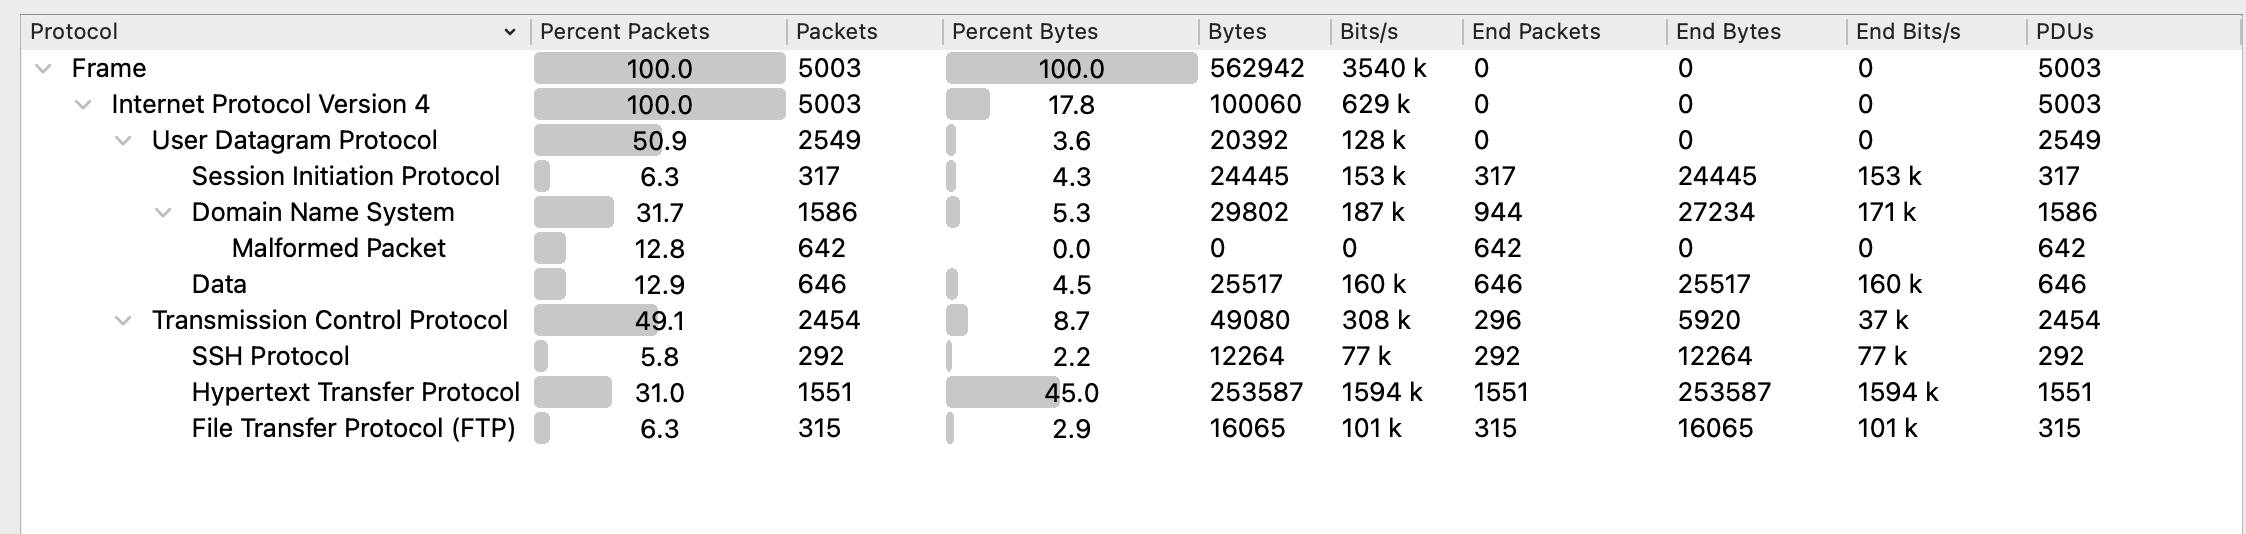 Protocol Percent Packets Packets Percent Bytes Bytes Bits/s End Packets End Bytes End Bits/s PDUs
Frame 100.0 5003 100.0 562942 3540 k 0 0 0 5003
Internet Protocol Version 4 100.0 5003 17.8 100060 629 k 0 0 0 5003
User Datagram Protocol 50.9 2549 3.6 20392 128 k 0 0 0 2549
Session Initiation Protocol 6.3 317 4.3 24445 153 k 317 24445 153 k 317
Domain Name System 31.7 1586 5.3 29802 187 k 944 27234 171 k 1586
Malformed Packet 12.8 642 0.0 0 0 642 0 0 642
Data 12.9 646 4.5 25517 160 k 646 25517 160 k 646
Transmission Control Protocol 49.1 2454 8.7 49080 308 k 296 5920 37 k 2454
SSH Protocol 5.8 292 2.2 12264 77 k 292 12264 77 k 292
Hypertext Transfer Protocol 31.0 1551 45.0 253587 1594 k 1551 253587 1594 k 1551
File Transfer Protocol (FTP) 6.3 315 2.9 16065 101 k 315 16065 101 k 315